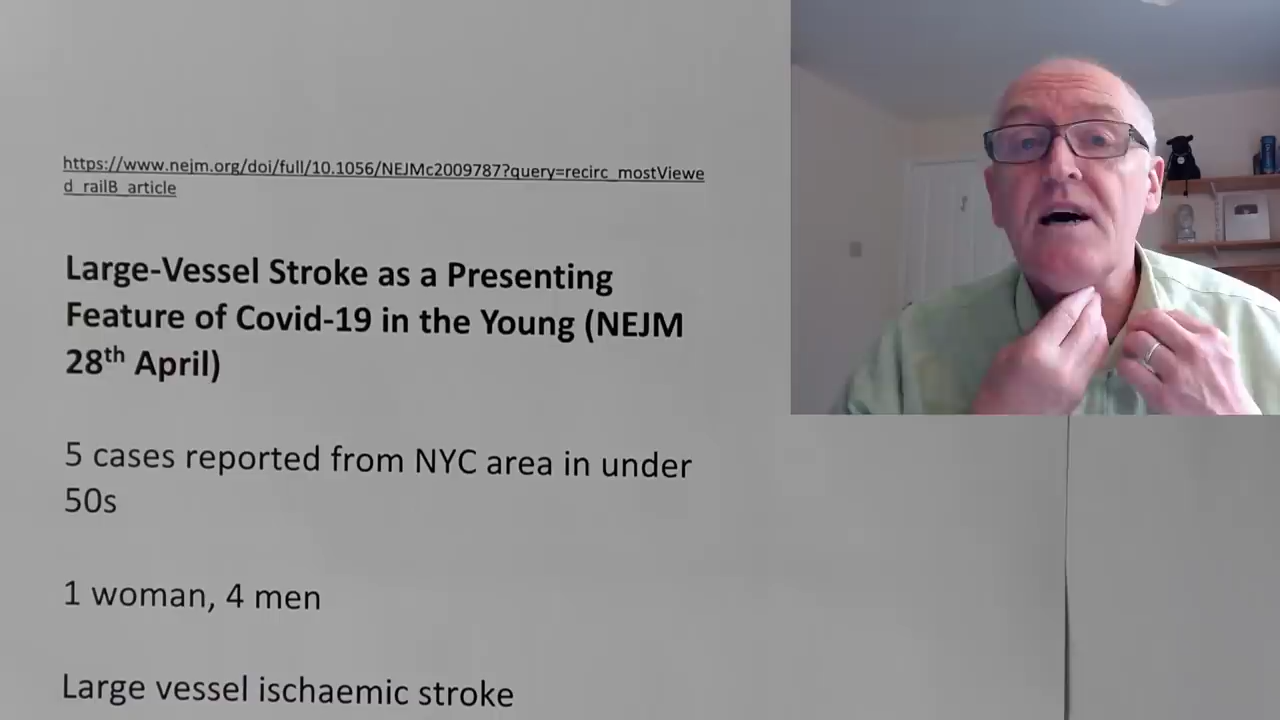 https://www.nejm.org/doi/full/10.1056/NEJMc2009787?query=recirc_mostViewe
d_railB_article
Large-Vessel Stroke as a Presenting
Feature of Covid-19 in the Young (NEJM
28th April)
5 cases reported from NYC area in under
50s
1 woman, 4 men
Large vessel ischaemic stroke